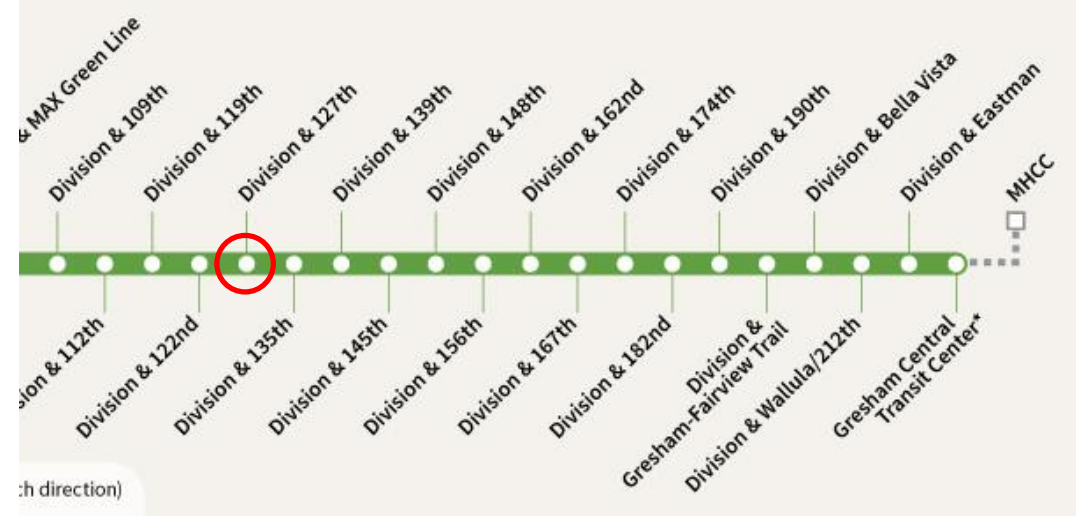 & MAX Green Line
Division & 109th
Division & 119th
Division & 127th
Division & 139th
Division & 148th
Division & 162nd
Division & 174th
Division & 190th
Division & Bella Vista
Division & Eastman
MHCC
sion & 112th
Division & 122nd
Division & 135th
Division & 145th
Division & 156th
Division & 167th
Division & 182nd
Division &
Gresham-Fairview Trail
Division & Wallula/212th
Gresham Central
Transit Center*
ch direction)